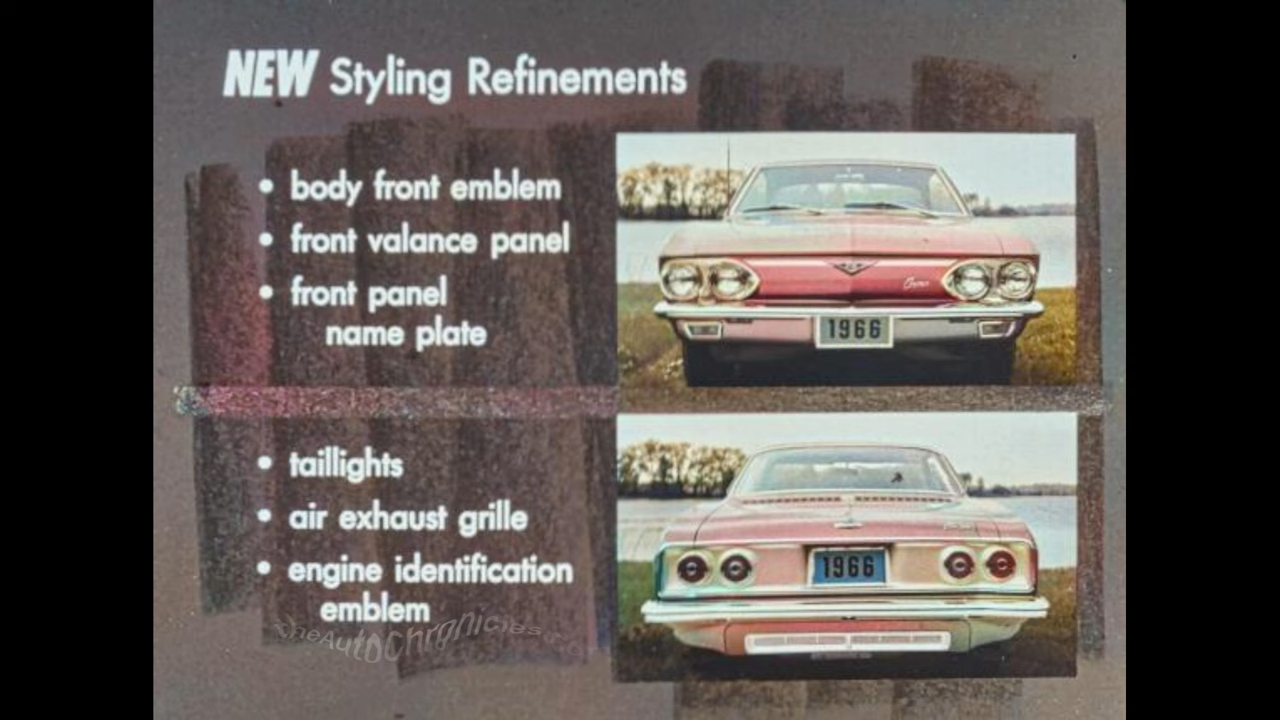 NEW Styling Refinements
• body front emblem
• front valance panel
• front panel
name plate
1966
• taillights
• air exhaust grille
• engine identification
emblem
1966
theAutoChronicles